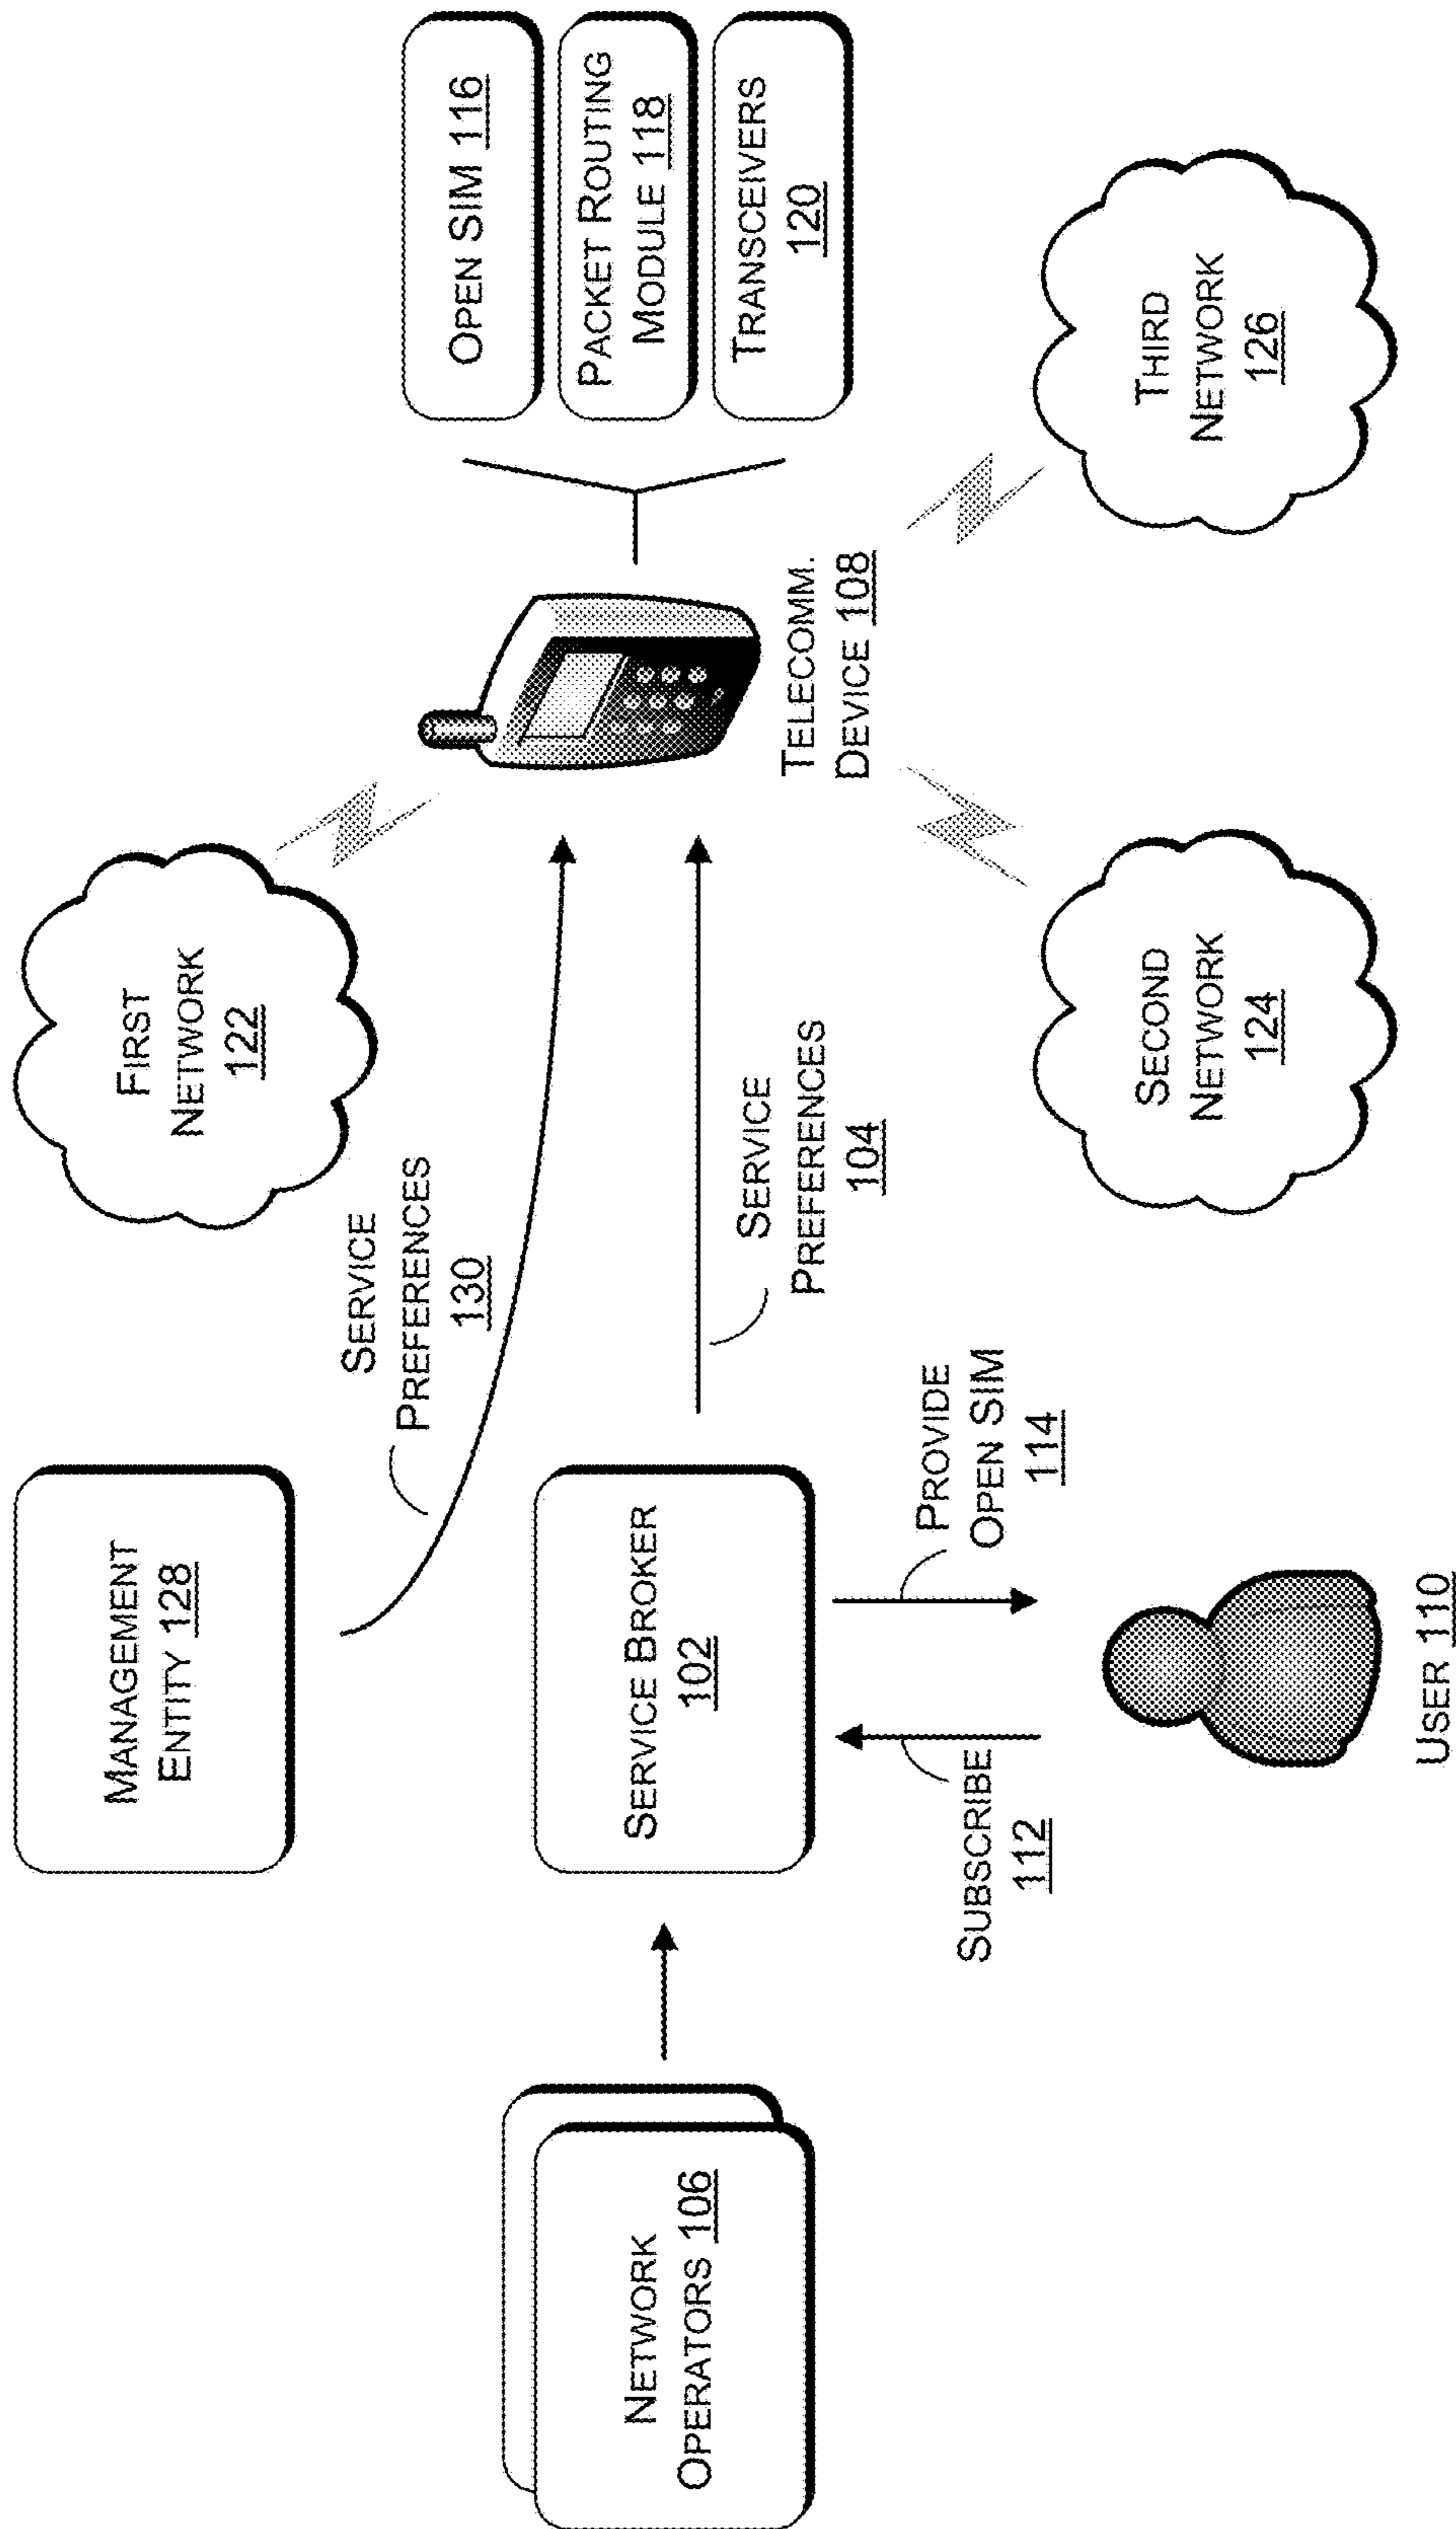 MANAGEMENT
ENTITY 128
SERVICE
PREFERENCES
130
FIRST
NETWORK
122
OPEN SIM 116
PACKET ROUTING
MODULE 118
TRANSCEIVERS
120
NETWORK
OPERATORS 106
SERVICE BROKER
102
SERVICE
PREFERENCES
104
TELECOMM.
DEVICE 108
SUBSCRIBE
112
PROVIDE
OPEN SIM
114
USER 110
SECOND
NETWORK
124
THIRD
NETWORK
126